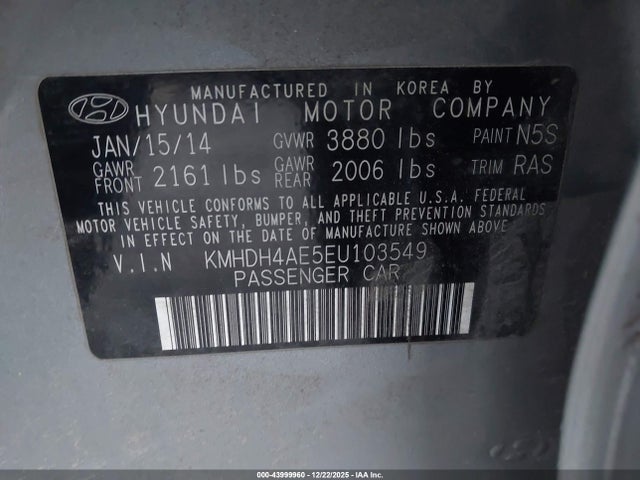 MANUFACTURED IN KOREA BY
HYUNDAI MOTOR COMPANY
JAN/15/14 GVWR 3880 lbs PAINT N5S
GAWR FRONT 2161 lbs GAWR REAR 2006 lbs TRIM RAS
THIS VEHICLE CONFORMS TO ALL APPLICABLE U.S.A. FEDERAL
MOTOR VEHICLE SAFETY, BUMPER, AND THEFT PREVENTION STANDARDS
IN EFFECT ON THE DATE OF MANUFACTURE SHOWN ABOVE.
V.I.N KMHDH4AE5EU103549
PASSENGER CAR
000-43999960 • 12/22/2025 • IAA Inc.